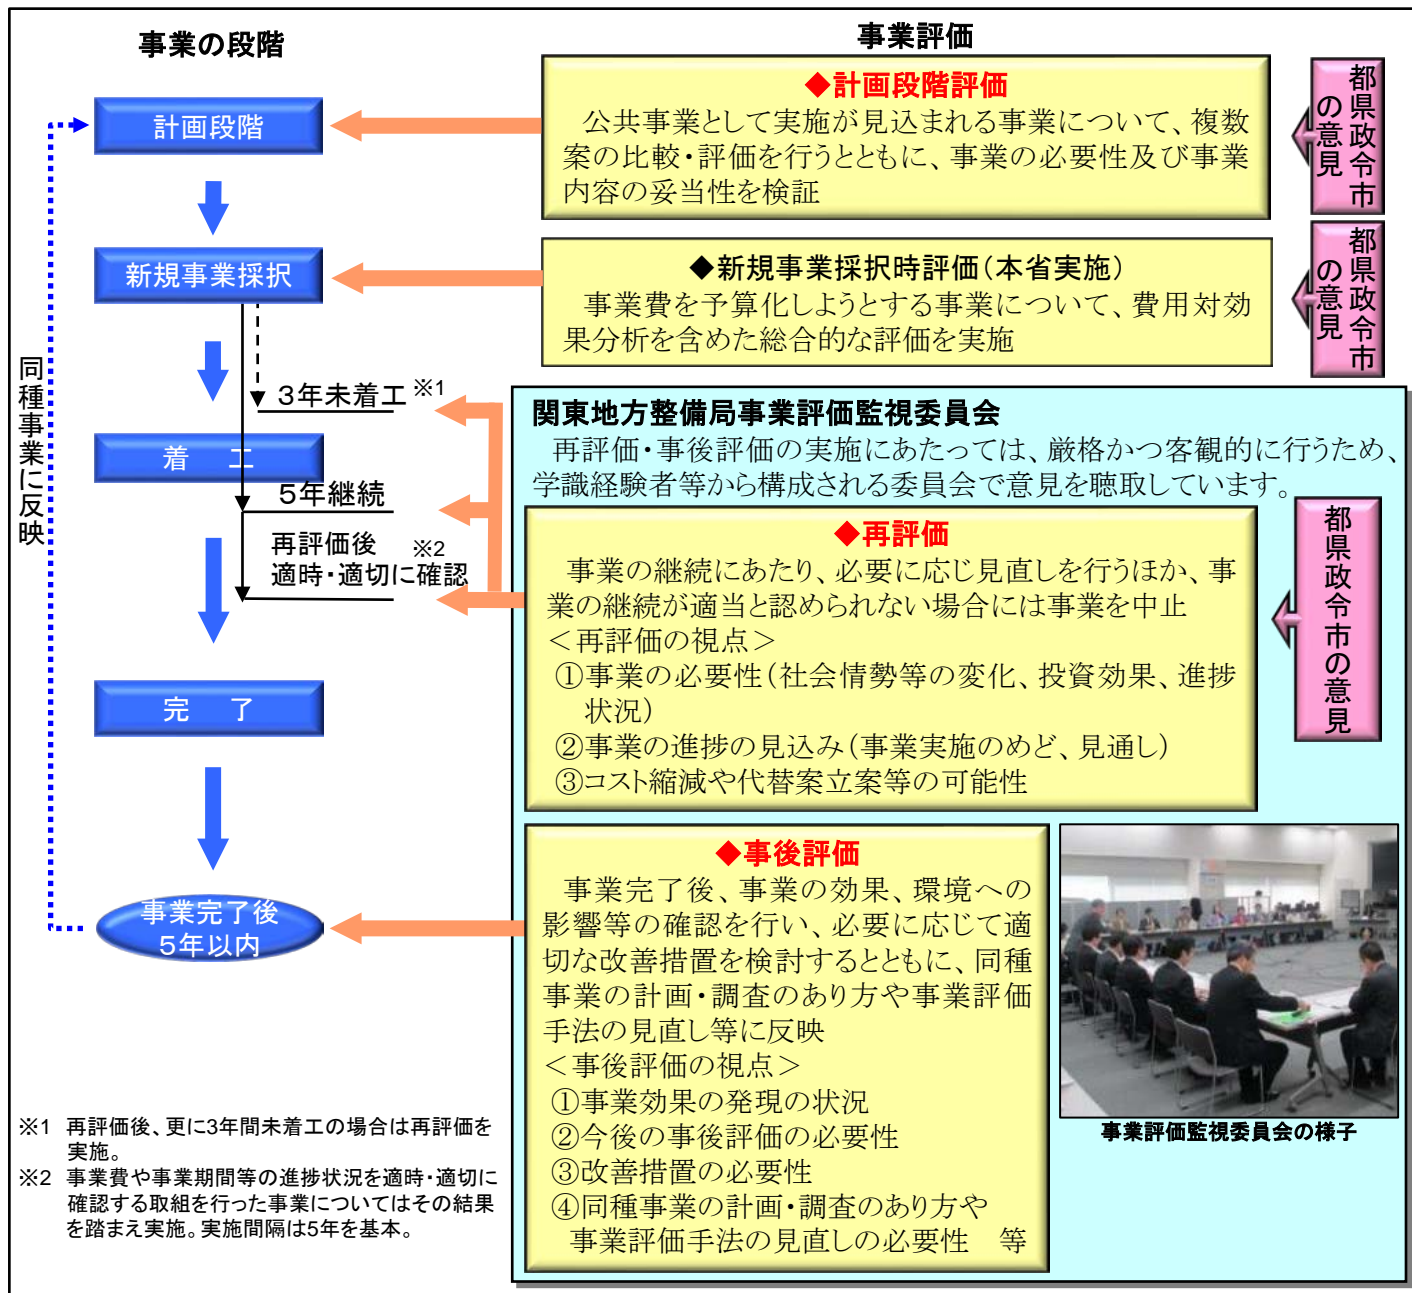 事業の段階
事業評価
計画段階
◆計画段階評価
公共事業として実施が見込まれる事業について、複数
案の比較・評価を行うとともに、事業の必要性及び事業
内容の妥当性を検証
都県政令市
の意見
新規事業採択
◆新規事業採択時評価(本省実施)
事業費を予算化しようとする事業について、費用対効
果分析を含めた総合的な評価を実施
都県政令市
の意見
同種事業に反映
3年未着工 ※1
着 工
5年継続
再評価後 ※2
適時・適切に確認
完 了
事業完了後
5年以内
関東地方整備局事業評価監視委員会
再評価・事後評価の実施にあたっては、厳格かつ客観的に行うため、
学識経験者等から構成される委員会で意見を聴取しています。
◆再評価
事業の継続にあたり、必要に応じ見直しを行うほか、事
業の継続が適当と認められない場合には事業を中止
<再評価の視点>
①事業の必要性(社会情勢等の変化、投資効果、進捗
状況)
②事業の進捗の見込み(事業実施のめど、見通し)
③コスト縮減や代替案立案等の可能性
都県政令市の意見
◆事後評価
事業完了後、事業の効果、環境への
影響等の確認を行い、必要に応じて適
切な改善措置を検討するとともに、同種
事業の計画・調査のあり方や事業評価
手法の見直し等に反映
<事後評価の視点>
①事業効果の発現の状況
②今後の事後評価の必要性
③改善措置の必要性
④同種事業の計画・調査のあり方や
事業評価手法の見直しの必要性 等
事業評価監視委員会の様子
※1 再評価後、更に3年間未着工の場合は再評価を
実施。
※2 事業費や事業期間等の進捗状況を適時・適切に
確認する取組を行った事業についてはその結果
を踏まえ実施。実施間隔は5年を基本。